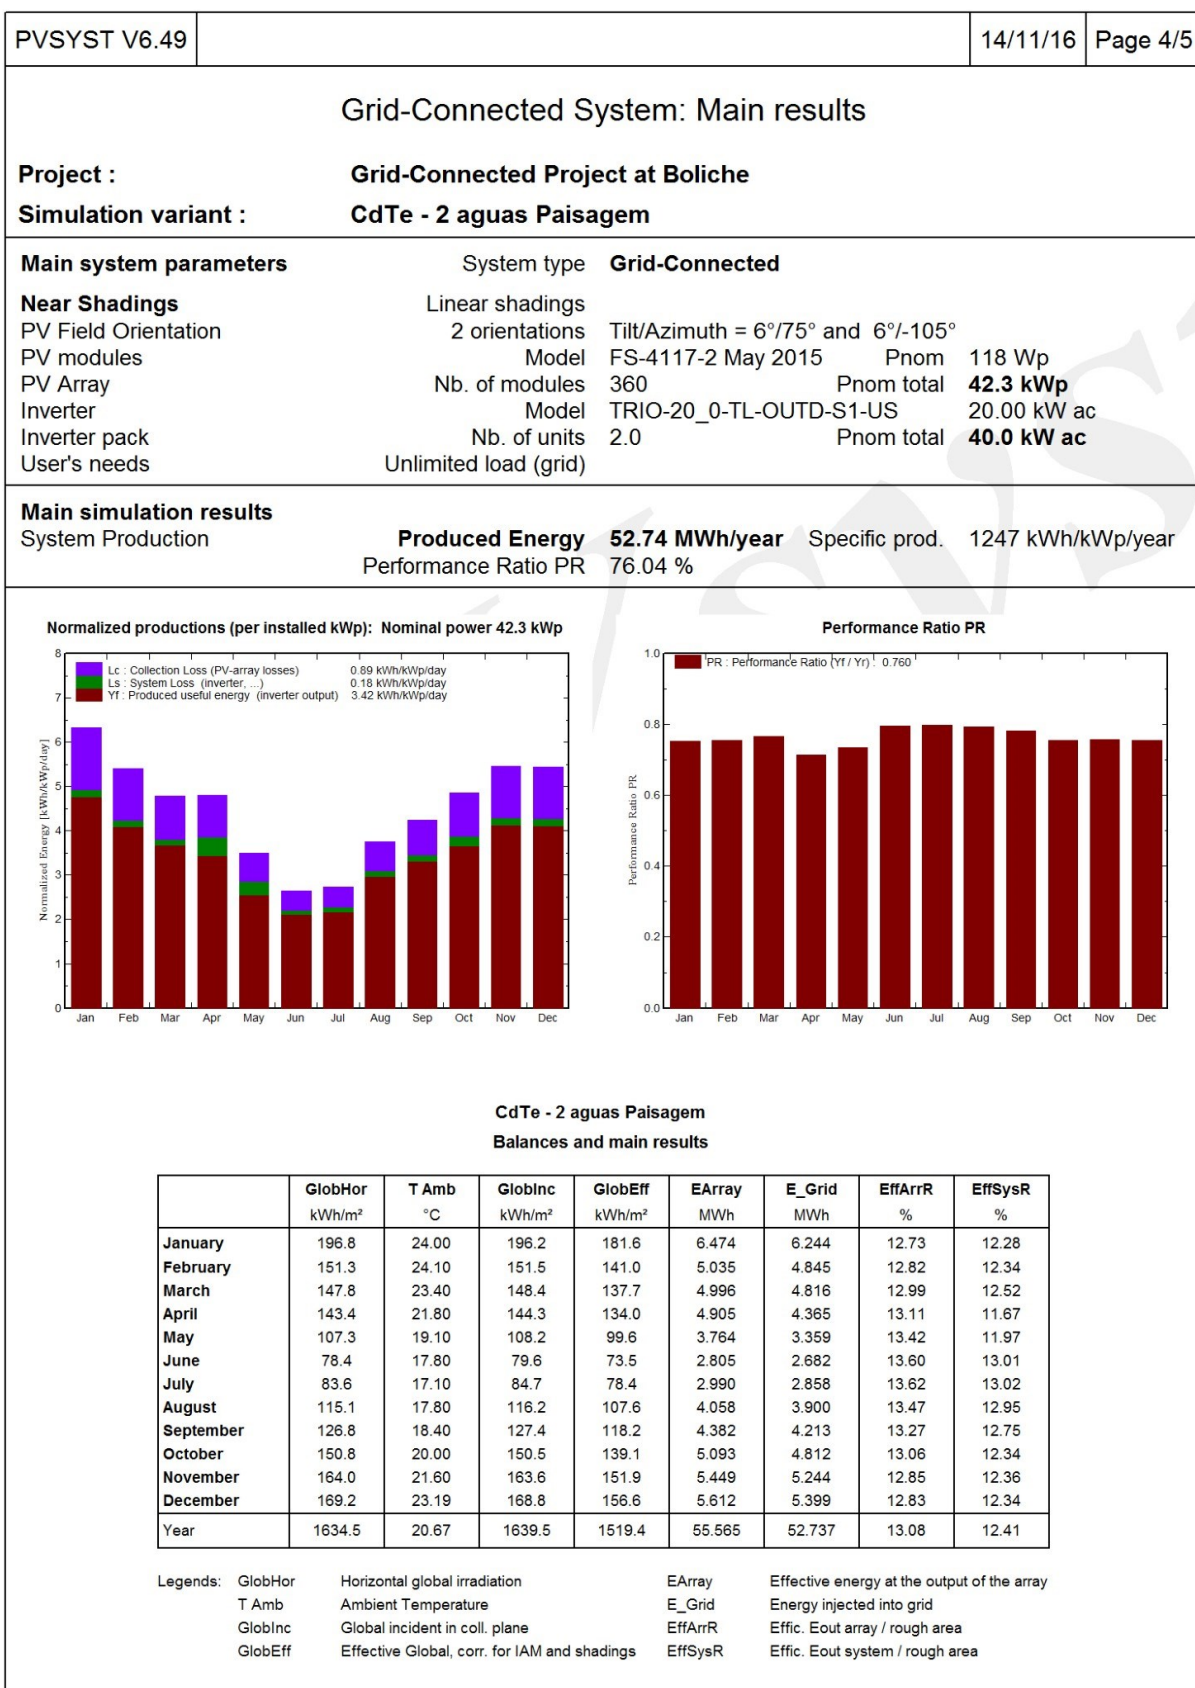 PVSYST V6.49 14/11/16 Page 4/5
Grid-Connected System: Main results
Project : Grid-Connected Project at Boliche
Simulation variant : CdTe - 2 aguas Paisagem
Main system parameters System type Grid-Connected
Near Shadings Linear shadings
PV Field Orientation 2 orientations Tilt/Azimuth = 6°/75° and 6°/-105°
PV modules Model FS-4117-2 May 2015 Pnom 118 Wp
PV Array Nb. of modules 360 Pnom total 42.3 kWp
Inverter Model TRIO-20_0-TL-OUTD-S1-US 20.00 kW ac
Inverter pack Nb. of units 2.0 Pnom total 40.0 kW ac
User's needs Unlimited load (grid)
Main simulation results
System Production Produced Energy 52.74 MWh/year Specific prod. 1247 kWh/kWp/year
Performance Ratio PR 76.04 %
Normalized productions (per installed kWp): Nominal power 42.3 kWp
Lc : Collection Loss (PV-array losses) 0.89 kWh/kWp/day
Ls : System Loss (inverter, ...) 0.18 kWh/kWp/day
Yf : Produced useful energy (inverter output) 3.42 kWh/kWp/day
Normalized Energy [kWh/kWp/day]
8
7
6
5
4
3
2
1
0
Jan Feb Mar Apr May Jun Jul Aug Sep Oct Nov Dec
Performance Ratio PR
PR : Performance Ratio (Yf / Yr) : 0.760
Performance Ratio PR
1.0
0.8
0.6
0.4
0.2
0.0
Jan Feb Mar Apr May Jun Jul Aug Sep Oct Nov Dec
CdTe - 2 aguas Paisagem
Balances and main results
GlobHor T Amb GlobInc GlobEff EArray E_Grid EffArrR EffSysR
kWh/m² °C kWh/m² kWh/m² MWh MWh % %
January 196.8 24.00 196.2 181.6 6.474 6.244 12.73 12.28
February 151.3 24.10 151.5 141.0 5.035 4.845 12.82 12.34
March 147.8 23.40 148.4 137.7 4.996 4.816 12.99 12.52
April 143.4 21.80 144.3 134.0 4.905 4.365 13.11 11.67
May 107.3 19.10 108.2 99.6 3.764 3.359 13.42 11.97
June 78.4 17.80 79.6 73.5 2.805 2.682 13.60 13.01
July 83.6 17.10 84.7 78.4 2.990 2.858 13.62 13.02
August 115.1 17.80 116.2 107.6 4.058 3.900 13.47 12.95
September 126.8 18.40 127.4 118.2 4.382 4.213 13.27 12.75
October 150.8 20.00 150.5 139.1 5.093 4.812 13.06 12.34
November 164.0 21.60 163.6 151.9 5.449 5.244 12.85 12.36
December 169.2 23.19 168.8 156.6 5.612 5.399 12.83 12.34
Year 1634.5 20.67 1639.5 1519.4 55.565 52.737 13.08 12.41
Legends: GlobHor Horizontal global irradiation EArray Effective energy at the output of the array
T Amb Ambient Temperature E_Grid Energy injected into grid
GlobInc Global incident in coll. plane EffArrR Effic. Eout array / rough area
GlobEff Effective Global, corr. for IAM and shadings EffSysR Effic. Eout system / rough area